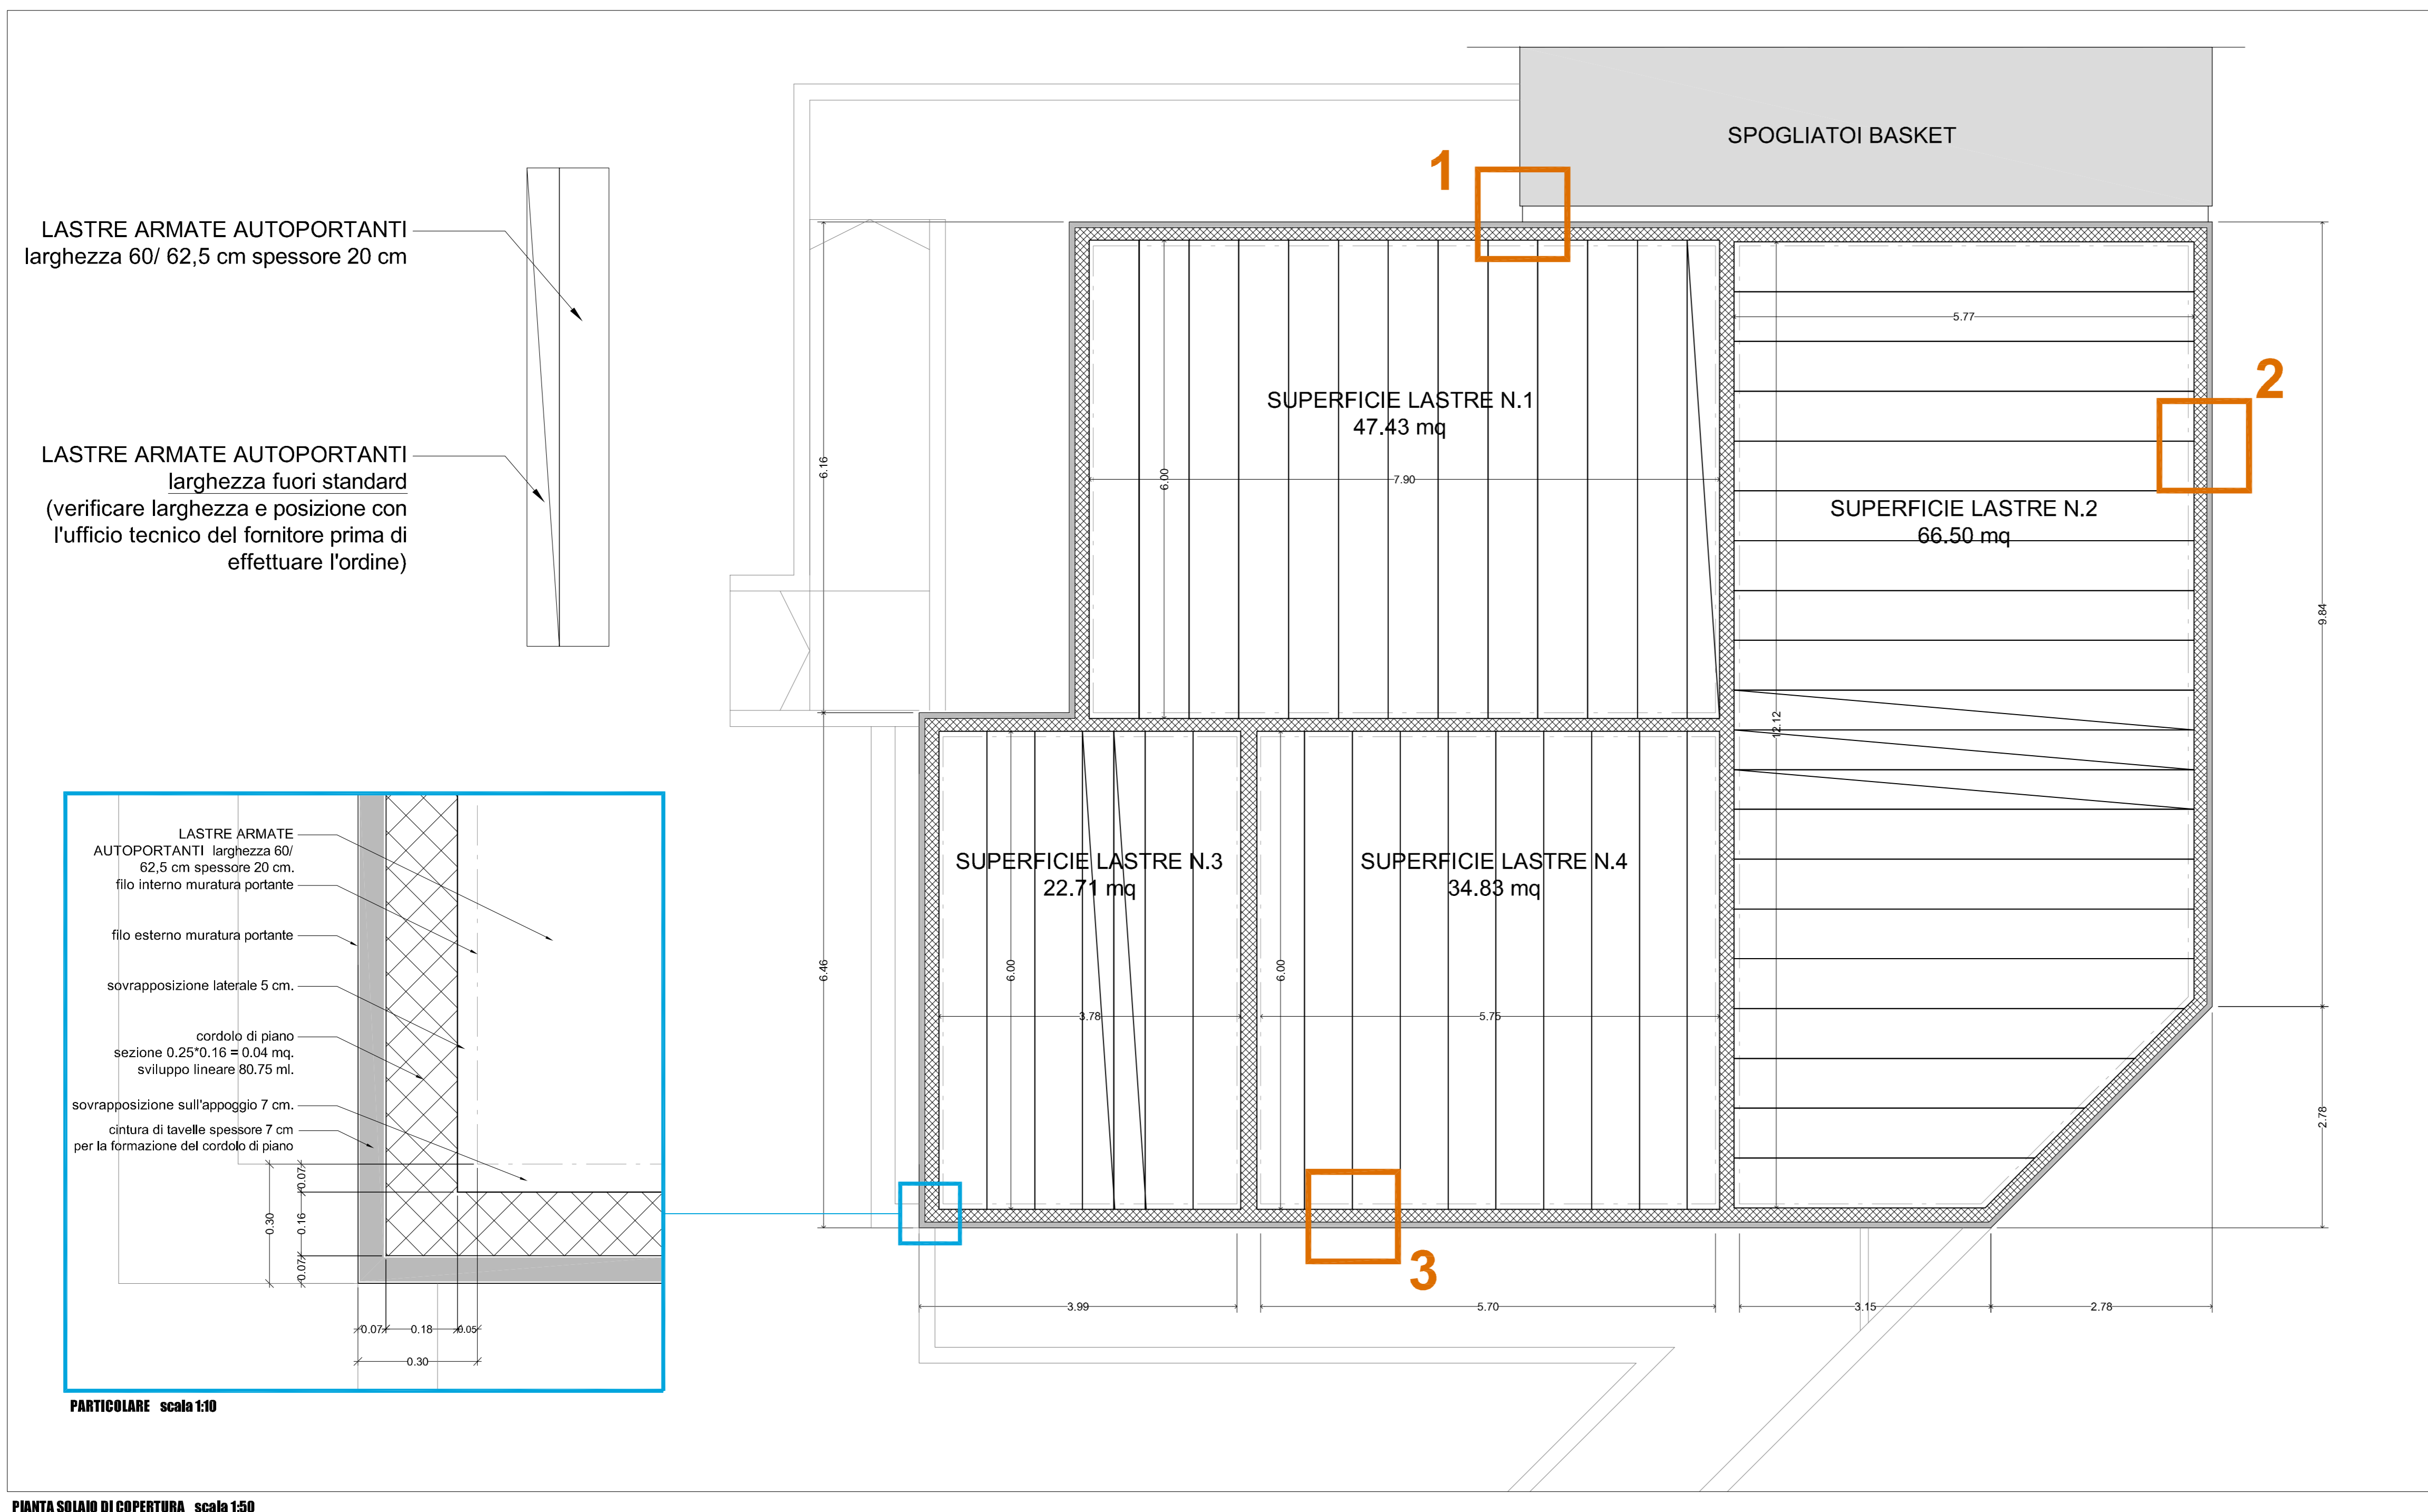 SPOGLIATOI BASKET
1
LASTRE ARMATE AUTOPORTANTI
larghezza 60/ 62,5 cm spessore 20 cm
LASTRE ARMATE AUTOPORTANTI
larghezza fuori standard
(verificare larghezza e posizione con
l'ufficio tecnico del fornitore prima di
effettuare l'ordine)
5.77
2
SUPERFICIE LASTRE N.1
47.43 mq
6.16
6.00
7.90
SUPERFICIE LASTRE N.2
66.50 mq
9.84
12.12
SUPERFICIE LASTRE N.3
22.71 mq
SUPERFICIE LASTRE N.4
34.83 mq
6.46
6.00
6.00
3.78
5.75
2.78
3
3.99
5.70
3.15
2.78
LASTRE ARMATE
AUTOPORTANTI larghezza 60/
62,5 cm spessore 20 cm.
filo interno muratura portante
filo esterno muratura portante
sovrapposizione laterale 5 cm.
cordolo di piano
sezione 0.25*0.16 = 0.04 mq.
sviluppo lineare 80.75 ml.
sovrapposizione sull'appoggio 7 cm.
cintura di tavelle spessore 7 cm
per la formazione del cordolo di piano
0.07
0.30
0.16
0.07
0.07
0.18
0.05
0.30
PARTICOLARE scala 1:10
PIANTA SOLAIO DI COPERTURA scala 1:50